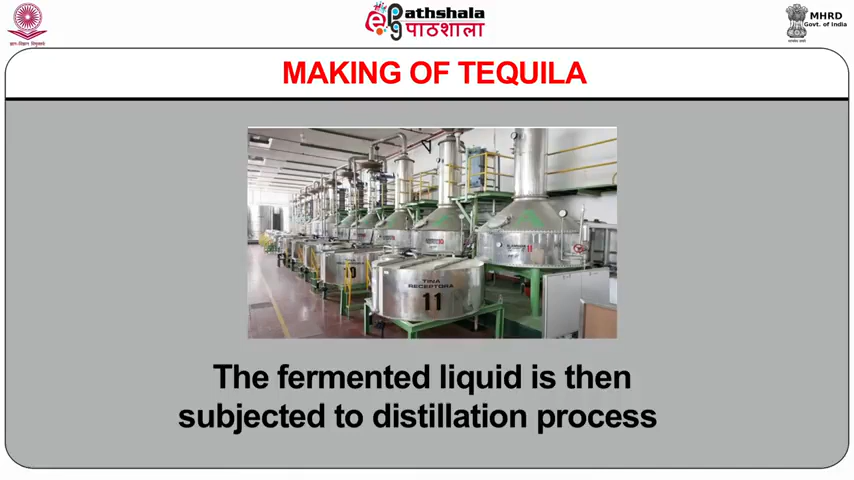 Pathshala
पाठशाला
MHRD
Govt. of India
MAKING OF TEQUILA
TINA
RECEPTORA
11
The fermented liquid is then
subjected to distillation process